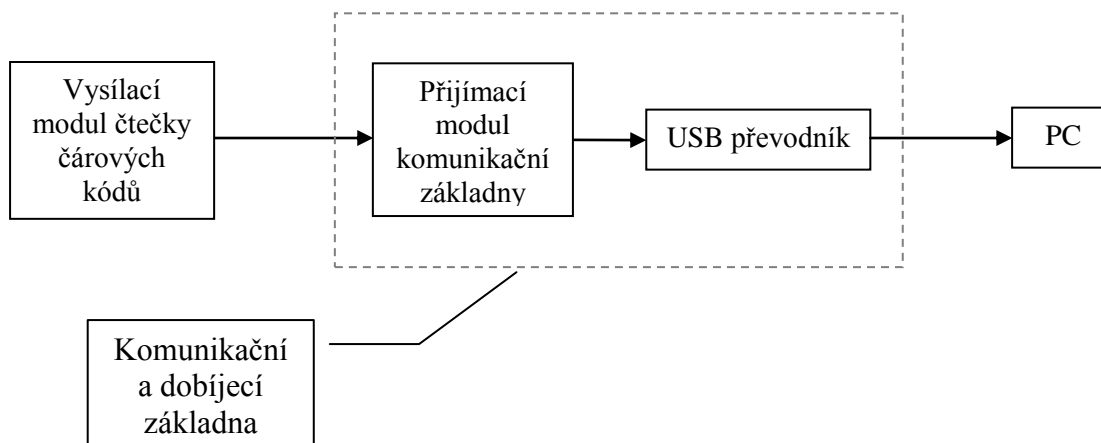 Vysílací
modul čtečky
čárových
kódů
Přijímací
modul
komunikační
základny
USB převodník
PC
Komunikační
a dobíjecí
základna